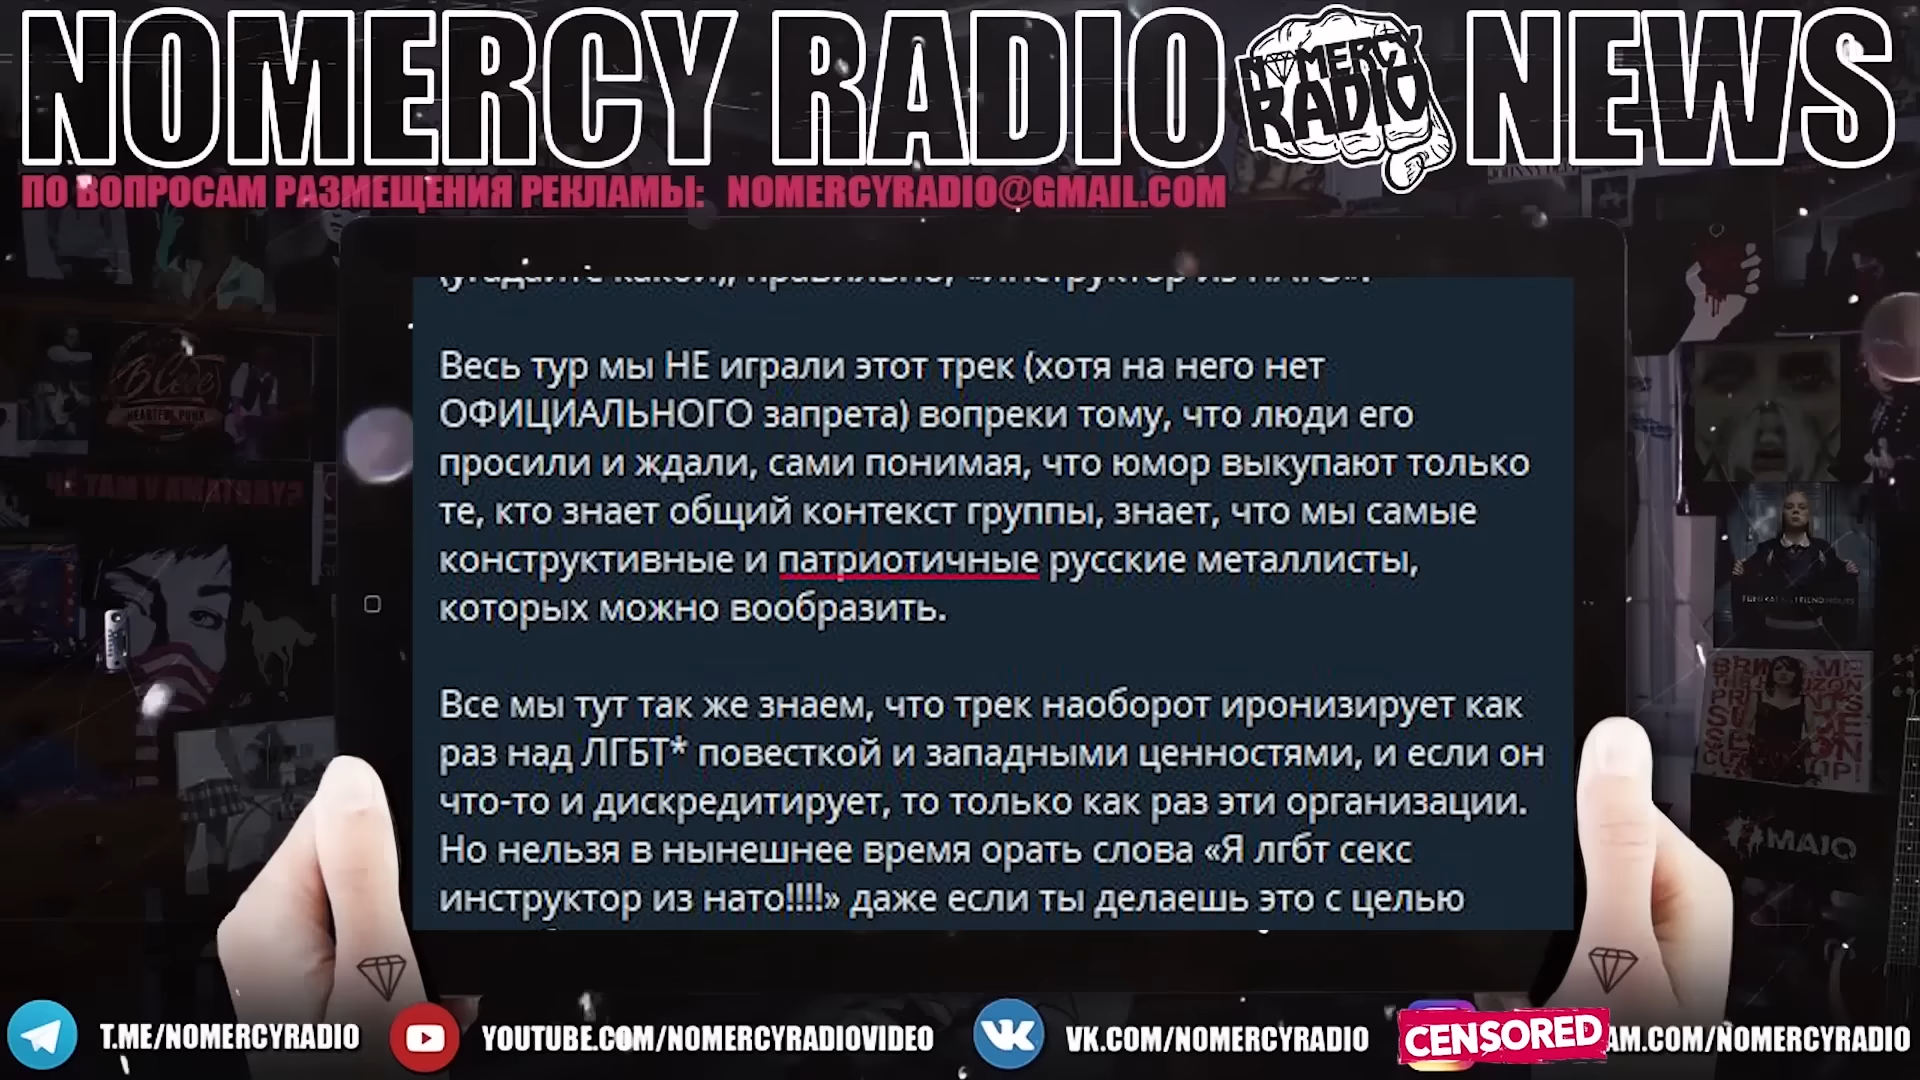 NOMERCY RADIO NOMERCY RADIO NEWS
ПО ВОПРОСАМ РАЗМЕЩЕНИЯ РЕКЛАМЫ: NOMERCYRADIO@GMAIL.COM
Весь тур мы НЕ играли этот трек (хотя на него нет
ОФИЦИАЛЬНОГО запрета) вопреки тому, что люди его
просили и ждали, сами понимая, что юмор выкупают только
те, кто знает общий контекст группы, знает, что мы самые
конструктивные и патриотичные русские металлисты,
которых можно вообразить.
Все мы тут так же знаем, что трек наоборот иронизирует как
раз над ЛГБТ* повесткой и западными ценностями, и если он
что-то и дискредитирует, то только как раз эти организации.
Но нельзя в нынешнее время орать слова «Я лгбт секс
инструктор из нато!!!!» даже если ты делаешь это с целью
HEARTFUL PUNK
MAIO
T.ME/NOMERCYRADIO
YOUTUBE.COM/NOMERCYRADIOVIDEO
VK.COM/NOMERCYRADIO
CENSORED AM.COM/NOMERCYRADIO